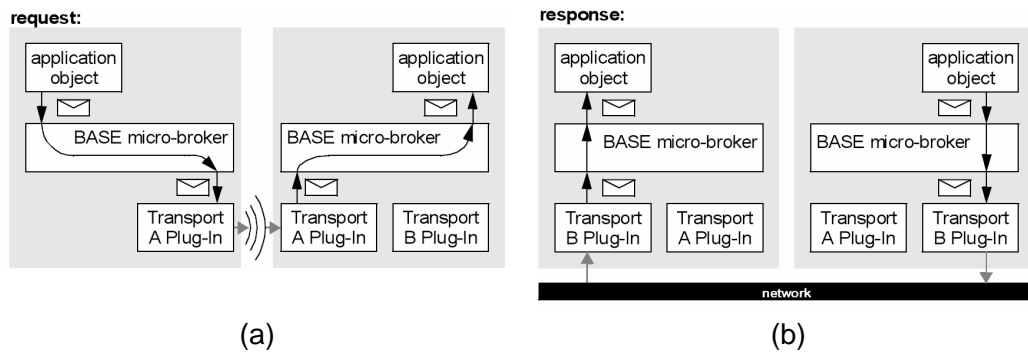 request:
application
object
BASE micro-broker
Transport
A Plug-In
application
object
BASE micro-broker
Transport
A Plug-In
Transport
B Plug-In
(a)
response:
application
object
BASE micro-broker
Transport
B Plug-In
Transport
A Plug-In
application
object
BASE micro-broker
Transport
A Plug-In
Transport
B Plug-In
network
(b)